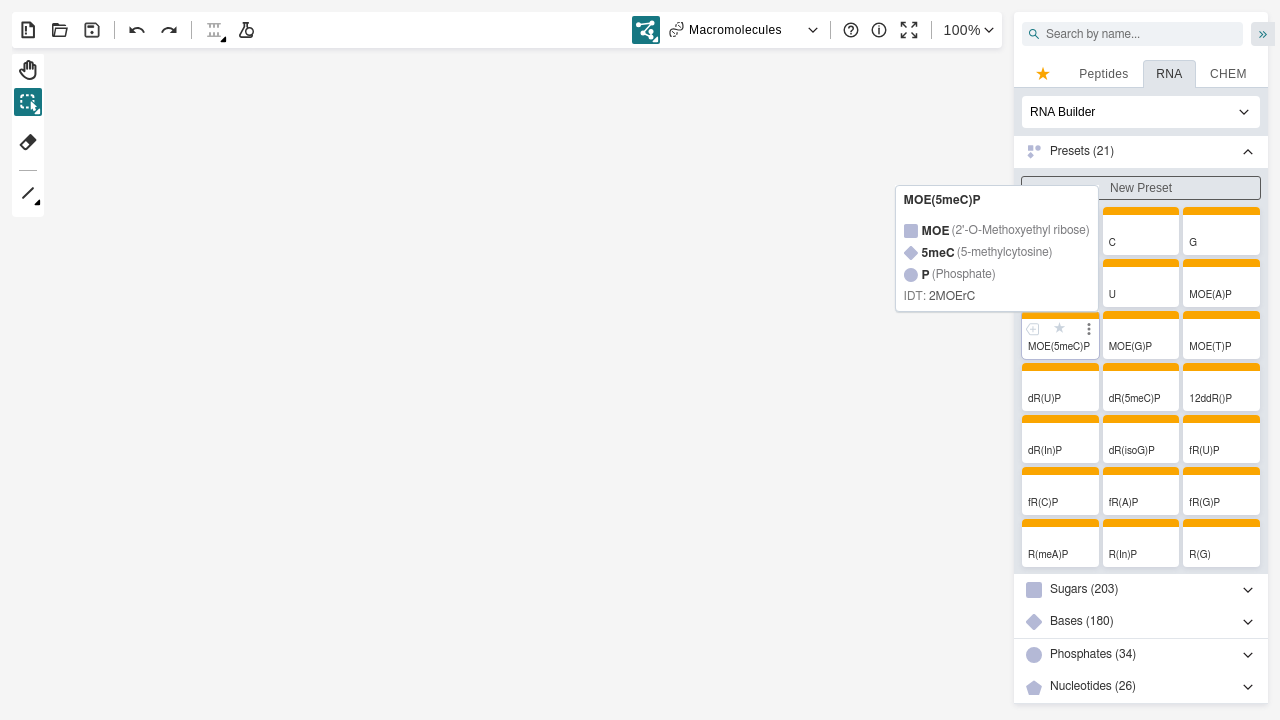 Macromolecules
100%
Search by name...
Peptides
RNA
CHEM
RNA Builder
Presets (21)
New Preset
MOE(5meC)P
MOE (2'-O-Methoxyethyl ribose)
5meC (5-methylcytosine)
P (Phosphate)
IDT: 2MOErC
C
G
U
MOE(A)P
MOE(5meC)P
MOE(G)P
MOE(T)P
dR(U)P
dR(5meC)P
12ddR()P
dR(In)P
dR(isoG)P
fR(U)P
fR(C)P
fR(A)P
fR(G)P
R(meA)P
R(In)P
R(G)
Sugars (203)
Bases (180)
Phosphates (34)
Nucleotides (26)